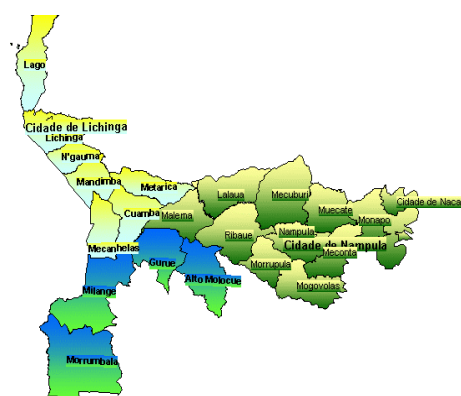 Lago
Cidade de Lichinga
Lichinga
N'gauma
Mandimba
Metarica
Lalaua
Mecuburi
Cidade de Naca
Cuamba
Malema
Muecate
Monapo
Ribaue
Nampula
Cidade de Nampula
Mecanhelas
Meconta
Gurue
Morrupula
Alto Molocue
Mogovolas
Milange
Morrumbala